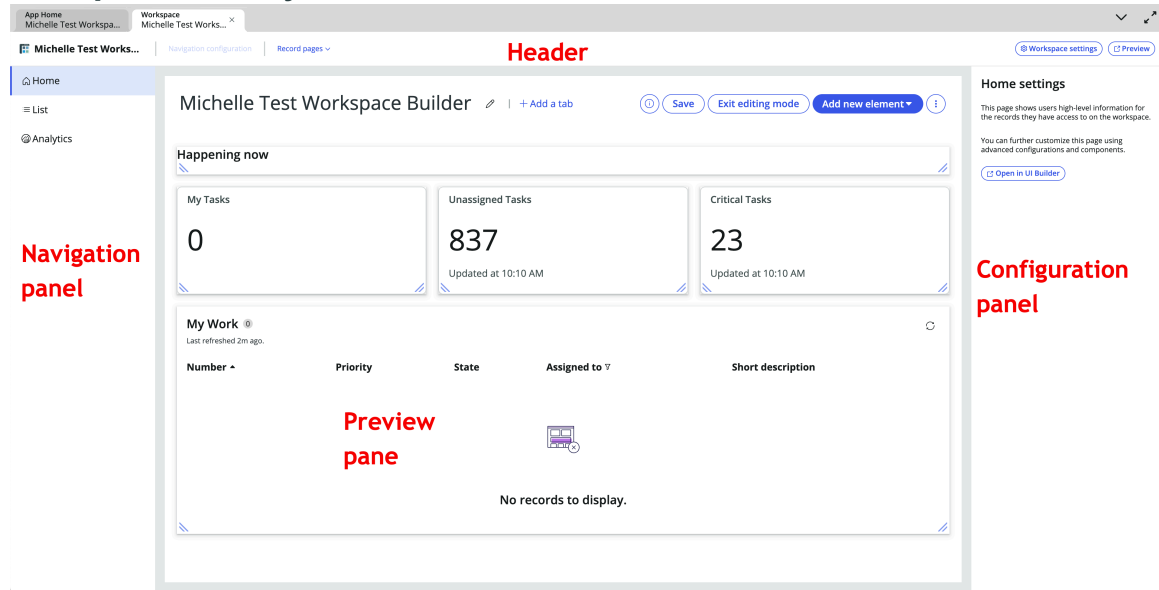 App Home
Michelle Test Workspa...
Workspace
Michelle Test Works...
Michelle Test Works...
Navigation configuration
Record pages
Header
Workspace settings
Preview
Home
List
Analytics
Navigation
panel
Michelle Test Workspace Builder
+ Add a tab
Save
Exit editing mode
Add new element
Happening now
My Tasks
0
Unassigned Tasks
837
Updated at 10:10 AM
Critical Tasks
23
Updated at 10:10 AM
My Work 0
Last refreshed 2m ago.
Number
Priority
State
Assigned to
Short description
Preview
pane
No records to display.
Home settings
This page shows users high-level information for
the records they have access to on the workspace.
You can further customize this page using
advanced configurations and components.
Open in UI Builder
Configuration
panel